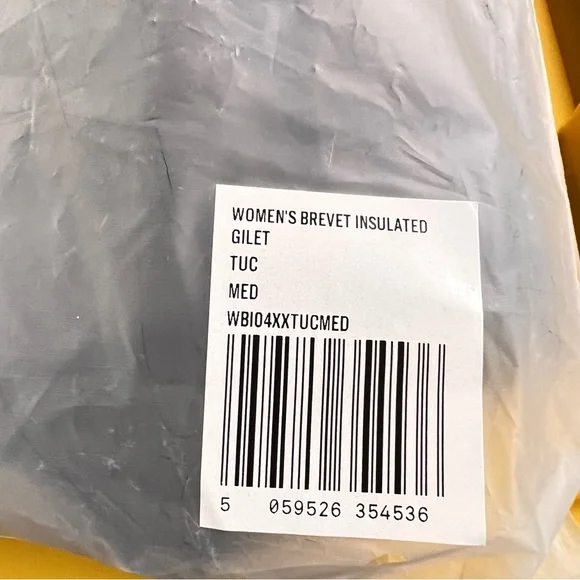 WOMEN'S BREVET INSULATED
GILET
TUC
MED
WBI04XXTUCMED
5 059526 354536